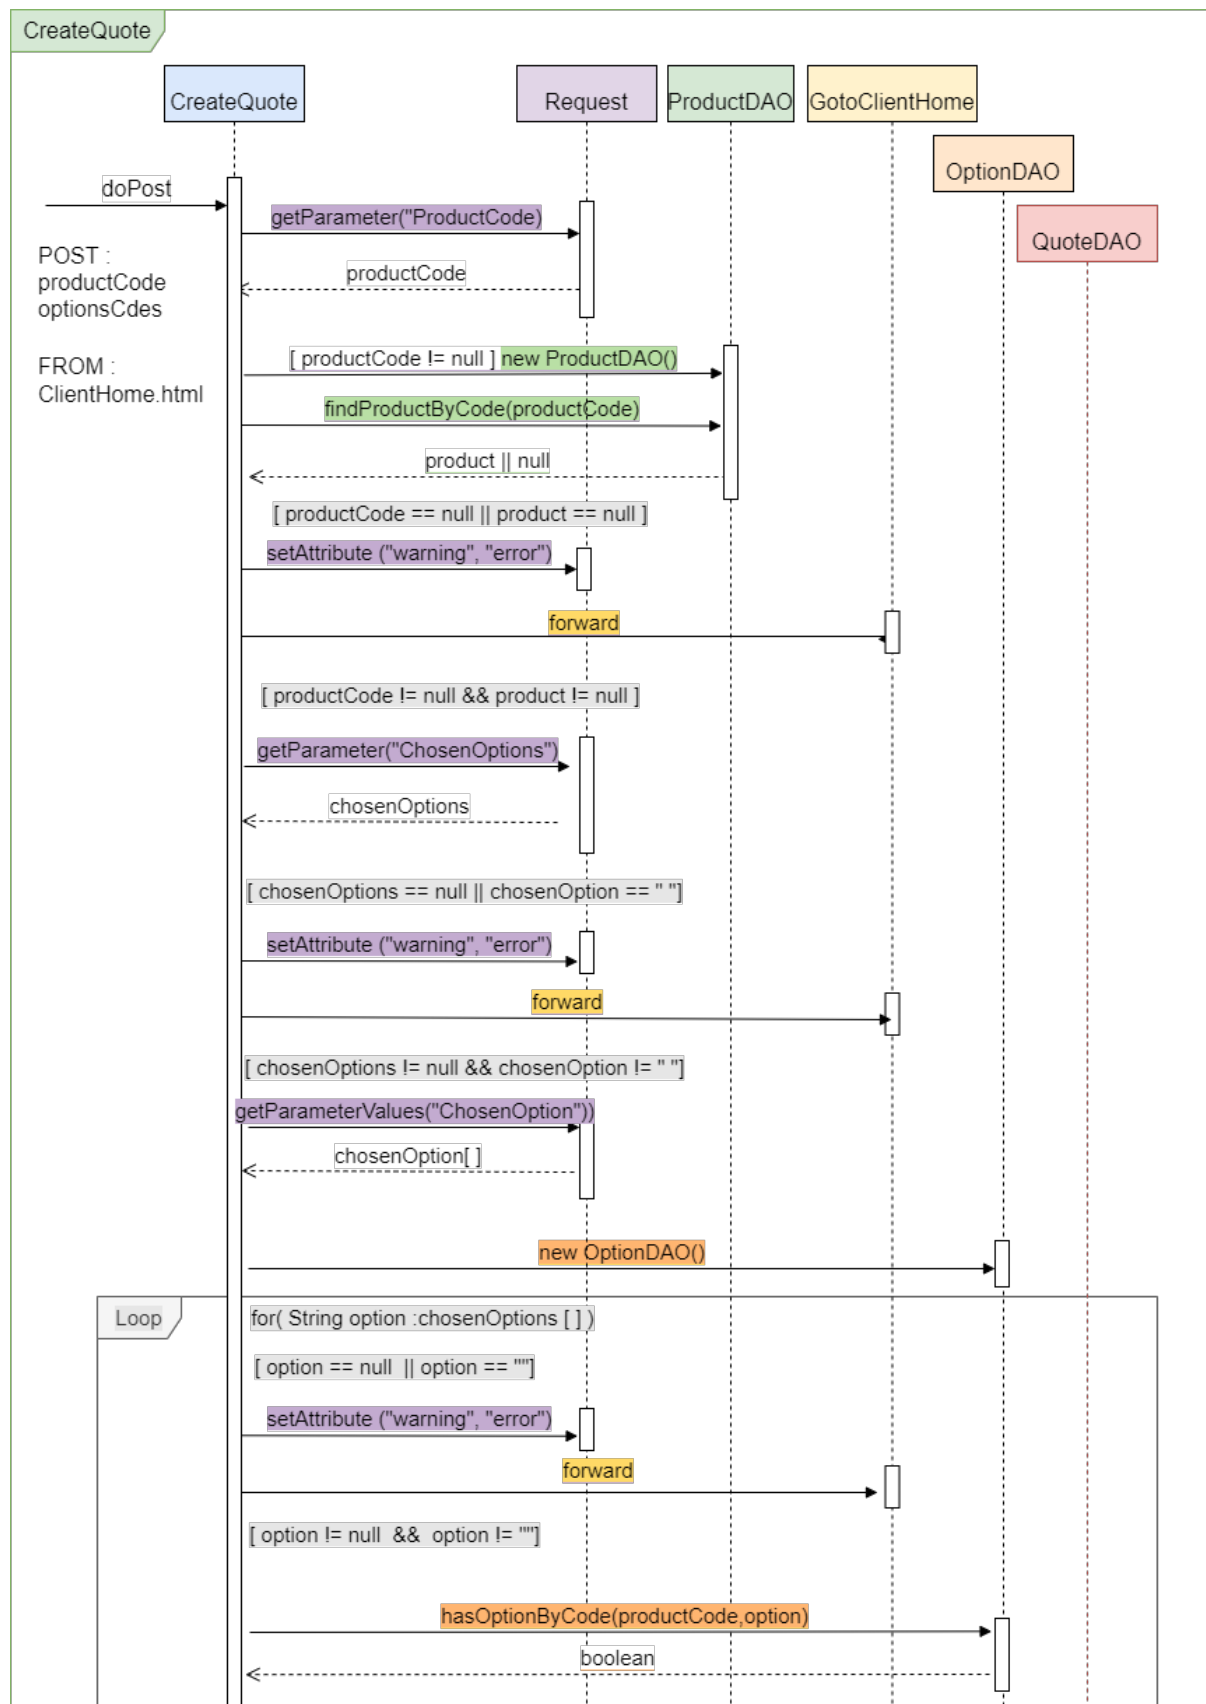 CreateQuote
CreateQuote
Request
ProductDAO
GotoClientHome
OptionDAO
QuoteDAO
doPost
getParameter("ProductCode)
POST :
productCode
optionsCdes
productCode
FROM :
ClientHome.html
[ productCode != null ] new ProductDAO()
findProductByCode(productCode)
product || null
[ productCode == null || product == null ]
setAttribute ("warning", "error")
forward
[ productCode != null && product != null ]
getParameter("ChosenOptions")
chosenOptions
[ chosenOptions == null || chosenOption == " "]
setAttribute ("warning", "error")
forward
[ chosenOptions != null && chosenOption != " "]
getParameterValues("ChosenOption"))
chosenOption[ ]
new OptionDAO()
Loop
for( String option :chosenOptions [ ] )
[ option == null || option == ""]
setAttribute ("warning", "error")
forward
[ option != null && option != ""]
hasOptionByCode(productCode,option)
boolean